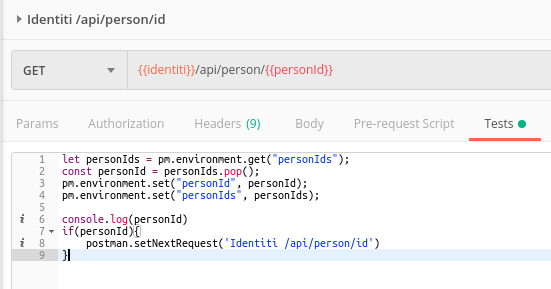 Identiti /api/person/id
GET {{identiti}}/api/person/{{personId}}
Params Authorization Headers (9) Body Pre-request Script Tests
1 let personIds = pm.environment.get("personIds");
2 const personId = personIds.pop();
3 pm.environment.set("personId", personId);
4 pm.environment.set("personIds", personIds);
5
i 6 console.log(personId)
7 if(personId){
i 8 postman.setNextRequest('Identiti /api/person/id')
9 }